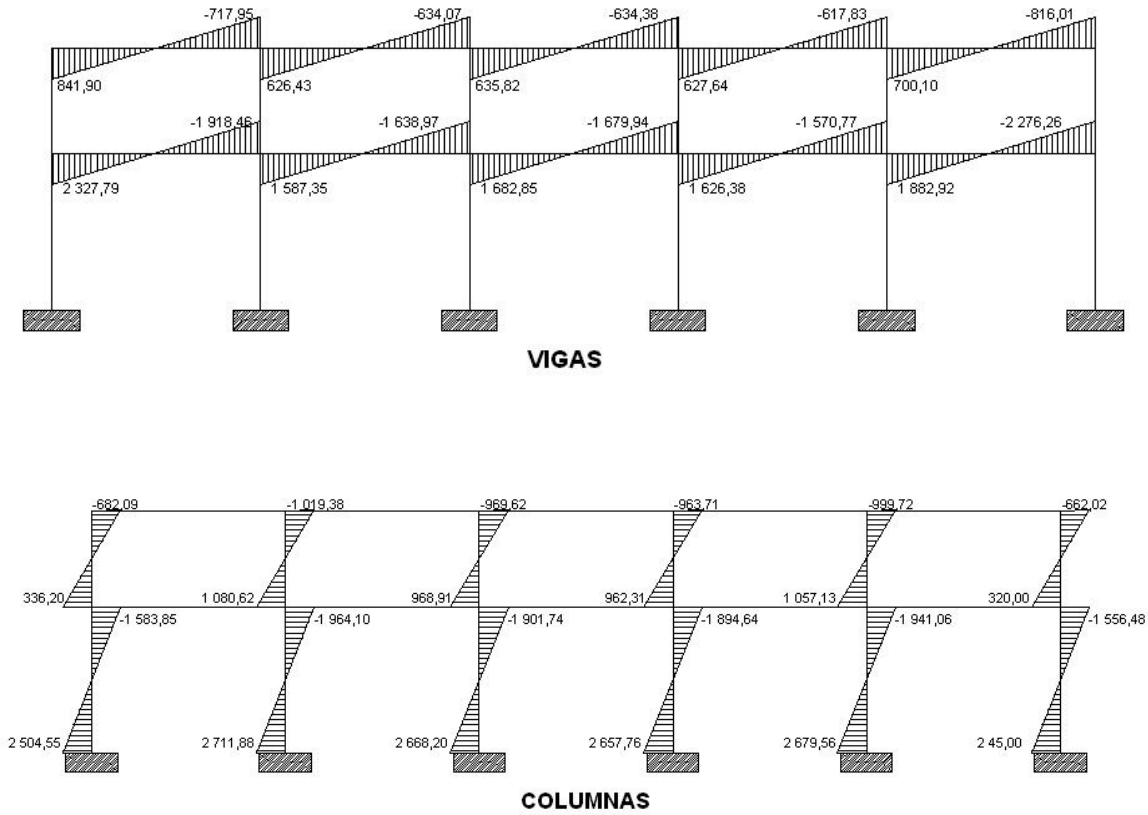 -717,95 -634,07 -634,38 -617,83 -816,01
841,90 626,43 635,82 627,64 700,10
-1 918,46 -1 638,97 -1 679,94 -1 570,77 -2 276,26
2 327,79 1 587,35 1 682,85 1 626,38 1 882,92
VIGAS
-682,09 -1 019,38 -969,62 -963,71 -999,72 -662,02
336,20 1 080,62 968,91 962,31 1 057,13 320,00
-1 583,85 -1 964,10 -1 901,74 -1 894,64 -1 941,06 -1 556,48
2 504,55 2 711,88 2 668,20 2 657,76 2 679,56 2 45,00
COLUMNAS